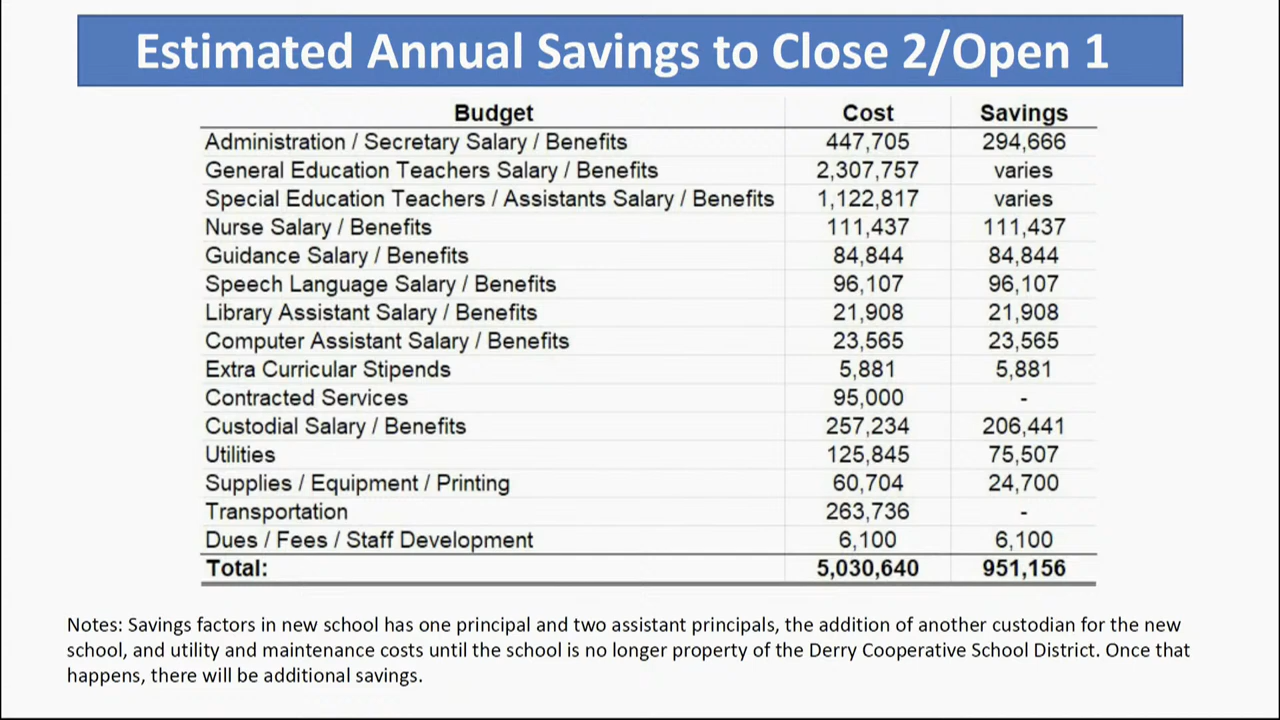 Estimated Annual Savings to Close 2/Open 1
Budget Cost Savings
Administration / Secretary Salary / Benefits 447,705 294,666
General Education Teachers Salary / Benefits 2,307,757 varies
Special Education Teachers / Assistants Salary / Benefits 1,122,817 varies
Nurse Salary / Benefits 111,437 111,437
Guidance Salary / Benefits 84,844 84,844
Speech Language Salary / Benefits 96,107 96,107
Library Assistant Salary / Benefits 21,908 21,908
Computer Assistant Salary / Benefits 23,565 23,565
Extra Curricular Stipends 5,881 5,881
Contracted Services 95,000 -
Custodial Salary / Benefits 257,234 206,441
Utilities 125,845 75,507
Supplies / Equipment / Printing 60,704 24,700
Transportation 263,736 -
Dues / Fees / Staff Development 6,100 6,100
Total: 5,030,640 951,156
Notes: Savings factors in new school has one principal and two assistant principals, the addition of another custodian for the new
school, and utility and maintenance costs until the school is no longer property of the Derry Cooperative School District. Once that
happens, there will be additional savings.